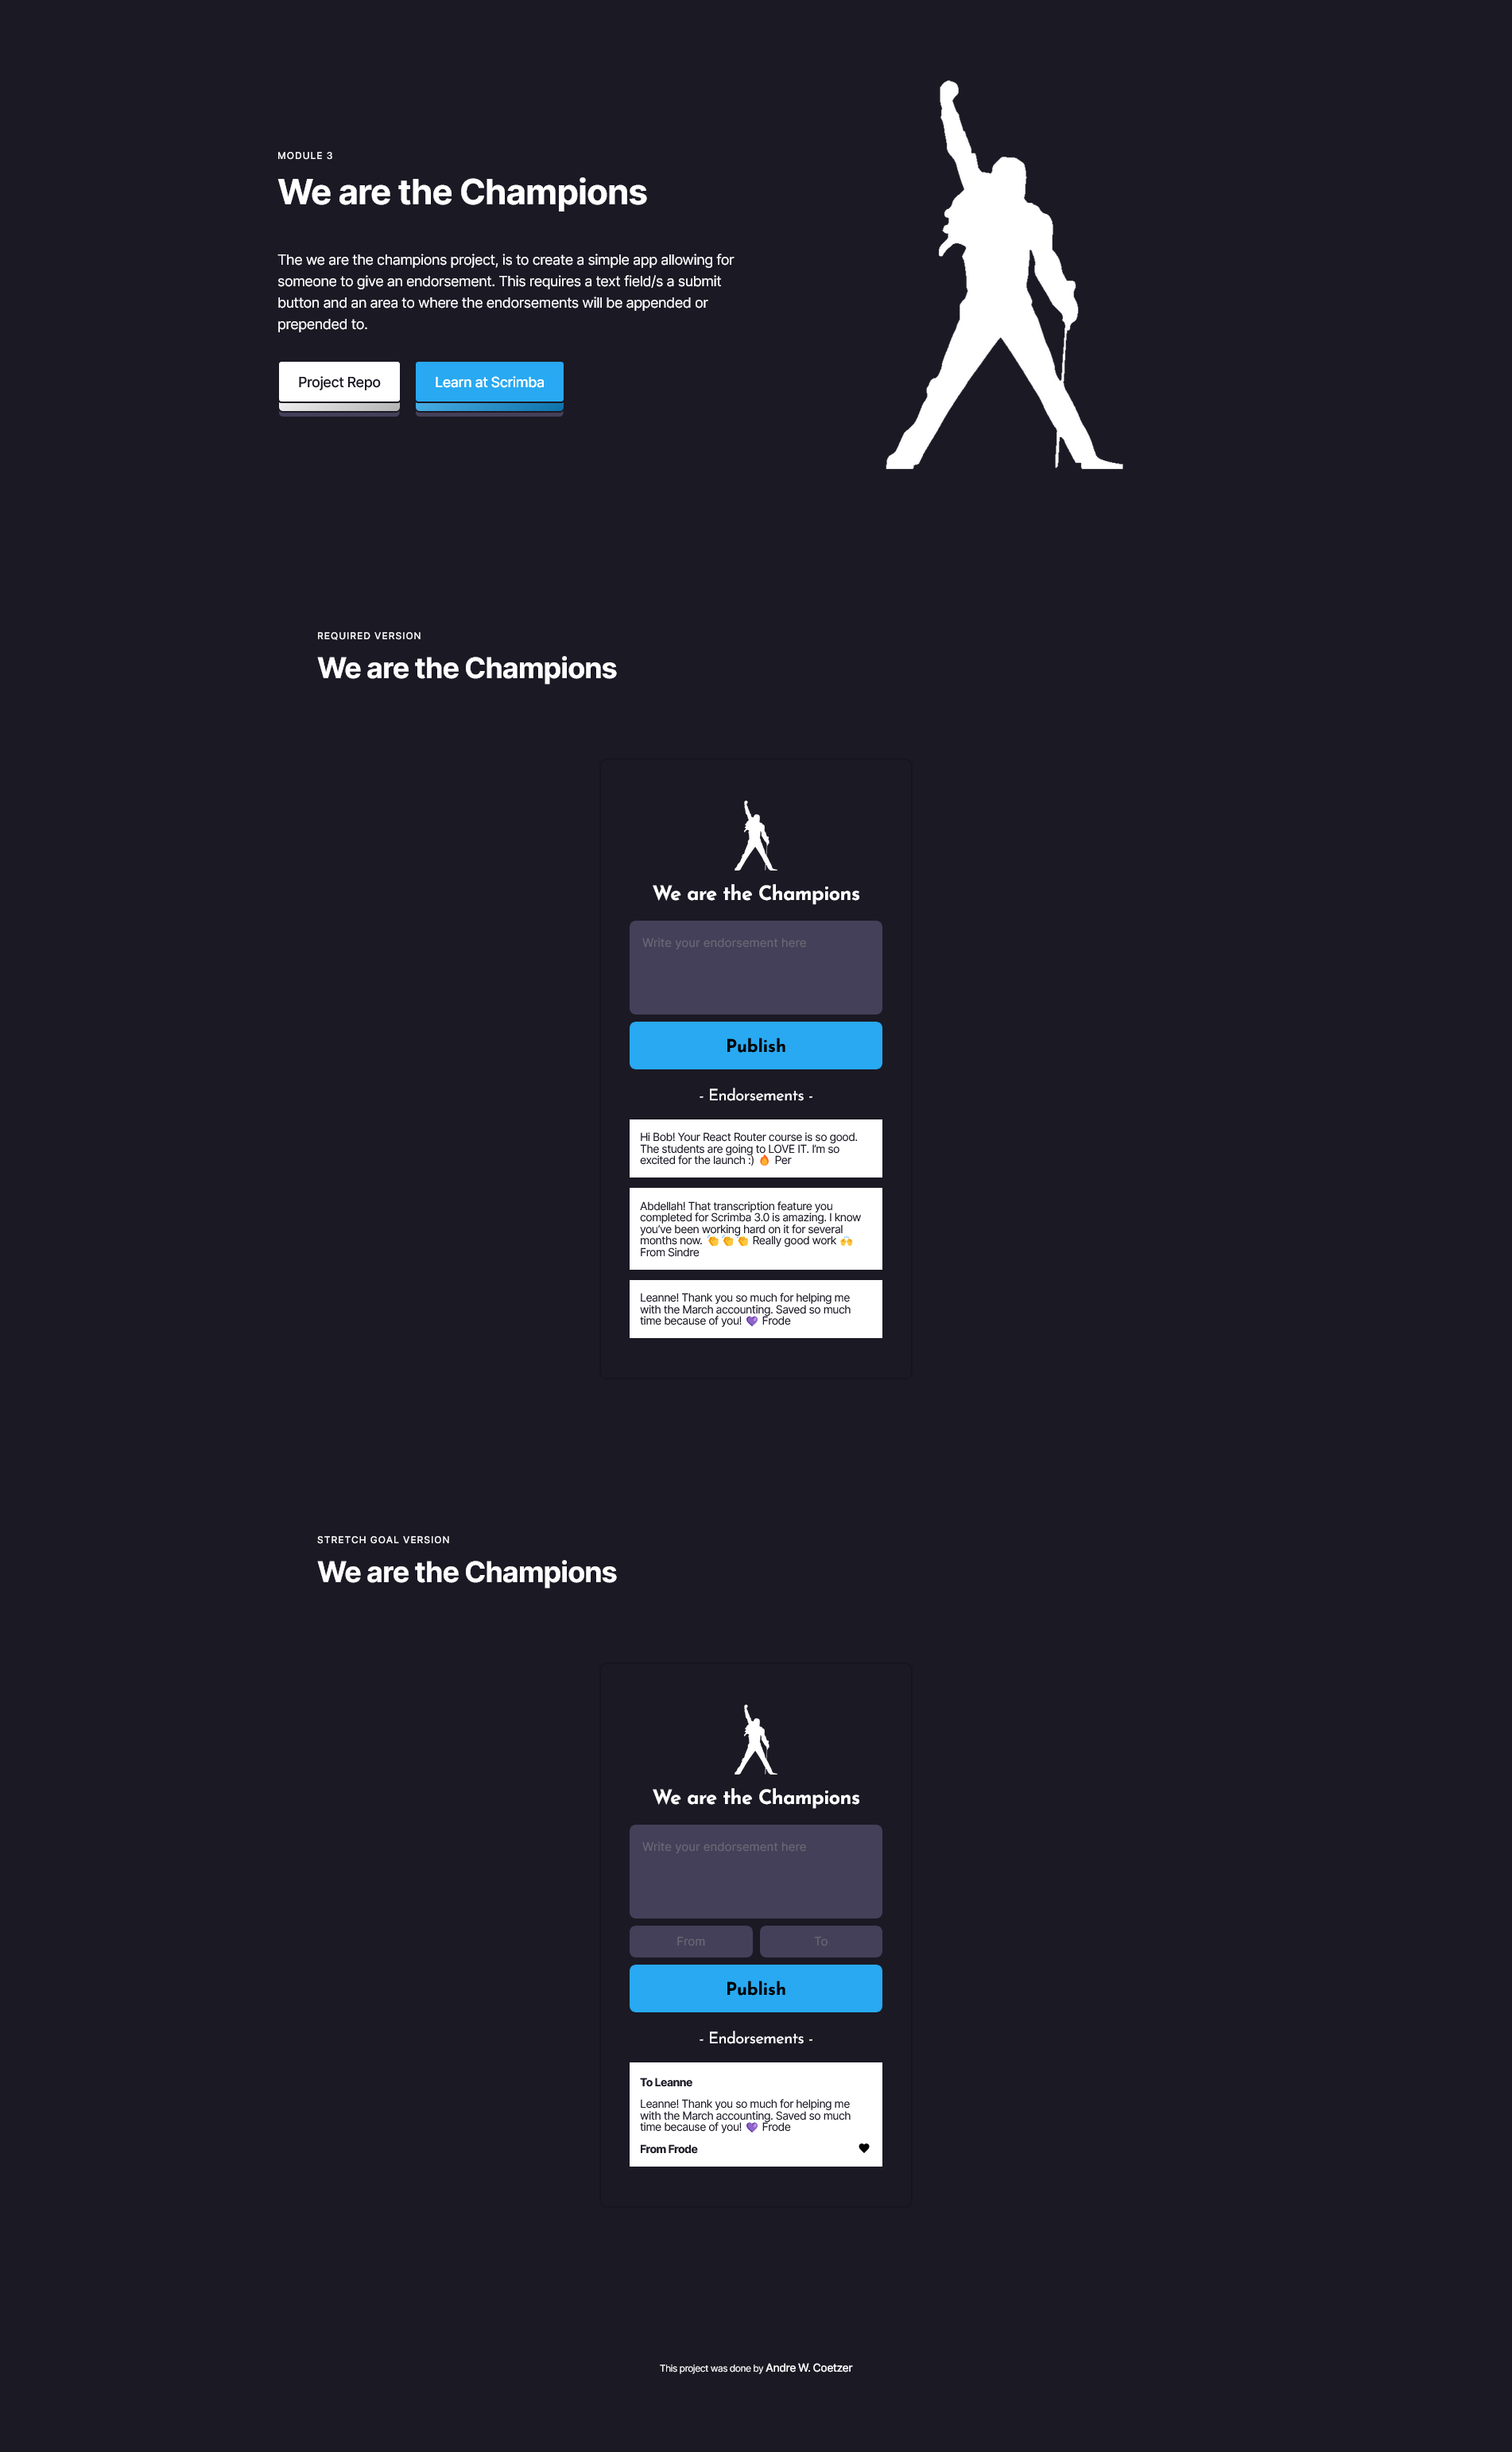 MODULE 3
We are the Champions
The we are the champions project, is to create a simple app allowing for
someone to give an endorsement. This requires a text field/s a submit
button and an area to where the endorsements will be appended or
prepended to.
Project Repo
Learn at Scrimba
REQUIRED VERSION
We are the Champions
We are the Champions
Write your endorsement here
Publish
- Endorsements -
Hi Bob! Your React Router course is so good.
The students are going to LOVE IT. I'm so
excited for the launch :) 🔥 Per
Abdellah! That transcription feature you
completed for Scrimba 3.0 is amazing. I know
you've been working hard on it for several
months now. 👏👏👏 Really good work 🙌
From Sindre
Leanne! Thank you so much for helping me
with the March accounting. Saved so much
time because of you! 💜 Frode
STRETCH GOAL VERSION
We are the Champions
We are the Champions
Write your endorsement here
From
To
Publish
- Endorsements -
To Leanne
Leanne! Thank you so much for helping me
with the March accounting. Saved so much
time because of you! 💜 Frode
From Frode
This project was done by Andre W. Coetzer